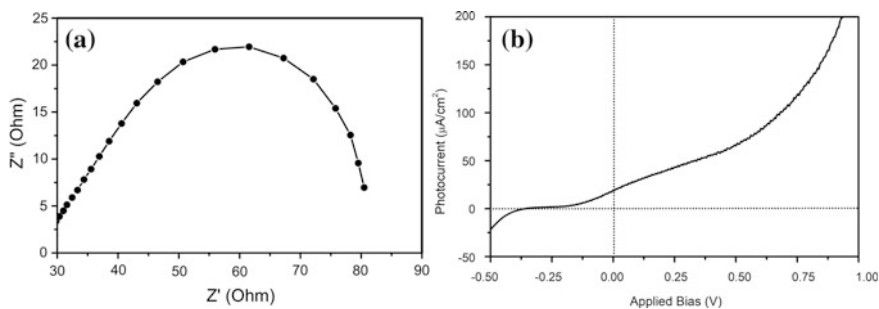 (a)
25
20
15
10
5
0
Z" (Ohm)
30 40 50 60 70 80 90
Z' (Ohm)
(b)
200
150
100
50
0
-50
Photocurrent (μA/cm²)
-0.50 -0.25 0.00 0.25 0.50 0.75 1.00
Applied Bias (V)